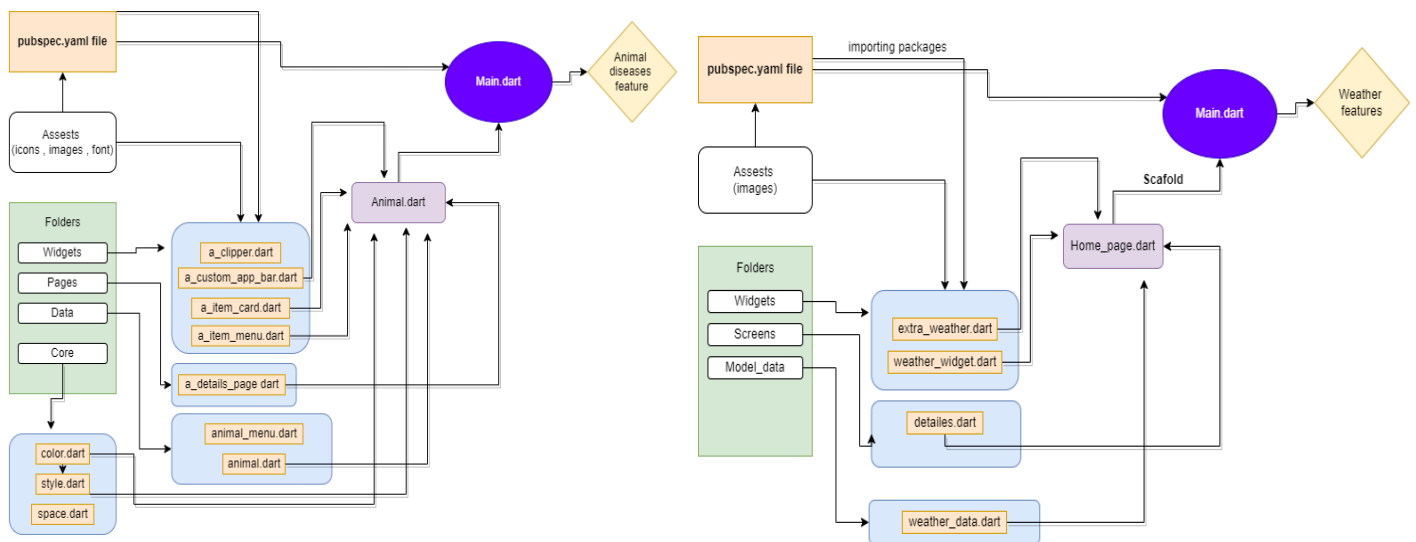 pubspec.yaml file
Main.dart
Animal
diseases
feature
Assests
(icons , images , font)
Animal.dart
Folders
Widgets
Pages
Data
Core
a_clipper.dart
a_custom_app_bar.dart
a_item_card.dart
a_item_menu.dart
a_details_page.dart
animal_menu.dart
animal.dart
color.dart
style.dart
space.dart
importing packages
pubspec.yaml file
Main.dart
Weather
features
Assests
(images)
Scafold
Home_page.dart
Folders
Widgets
Screens
Model_data
extra_weather.dart
weather_widget.dart
detailes.dart
weather_data.dart